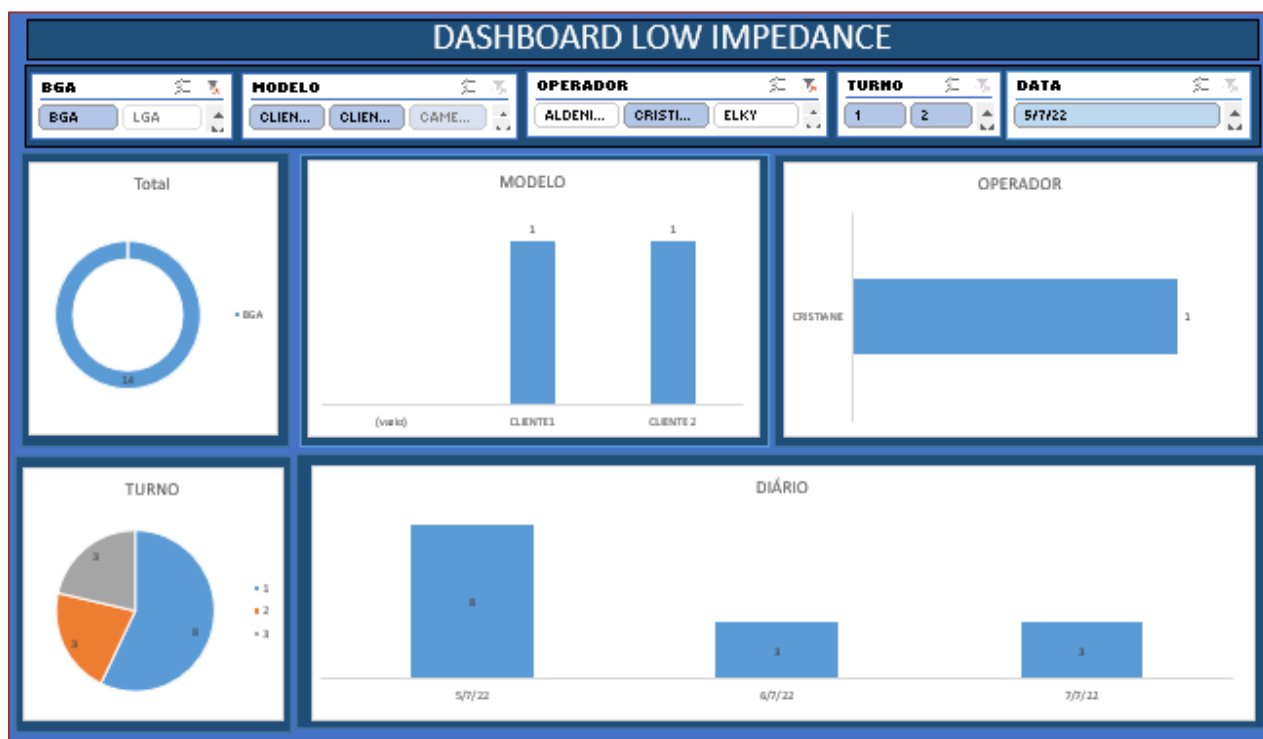 DASHBOARD LOW IMPEDANCE
BGA
BGA
LGA
MODELO
CLIEN...
CLIEN...
CAME...
OPERADOR
ALDENI...
CRISTI...
ELKY
TURNO
1
2
DATA
5/7/22
Total
14
BGA
MODELO
1
1
(vazio)
CLIENTE1
CLIENTE 2
OPERADOR
CRISTIANE
1
TURNO
3
3
8
1
2
3
DIÁRIO
8
3
3
5/7/22
6/7/22
7/7/22